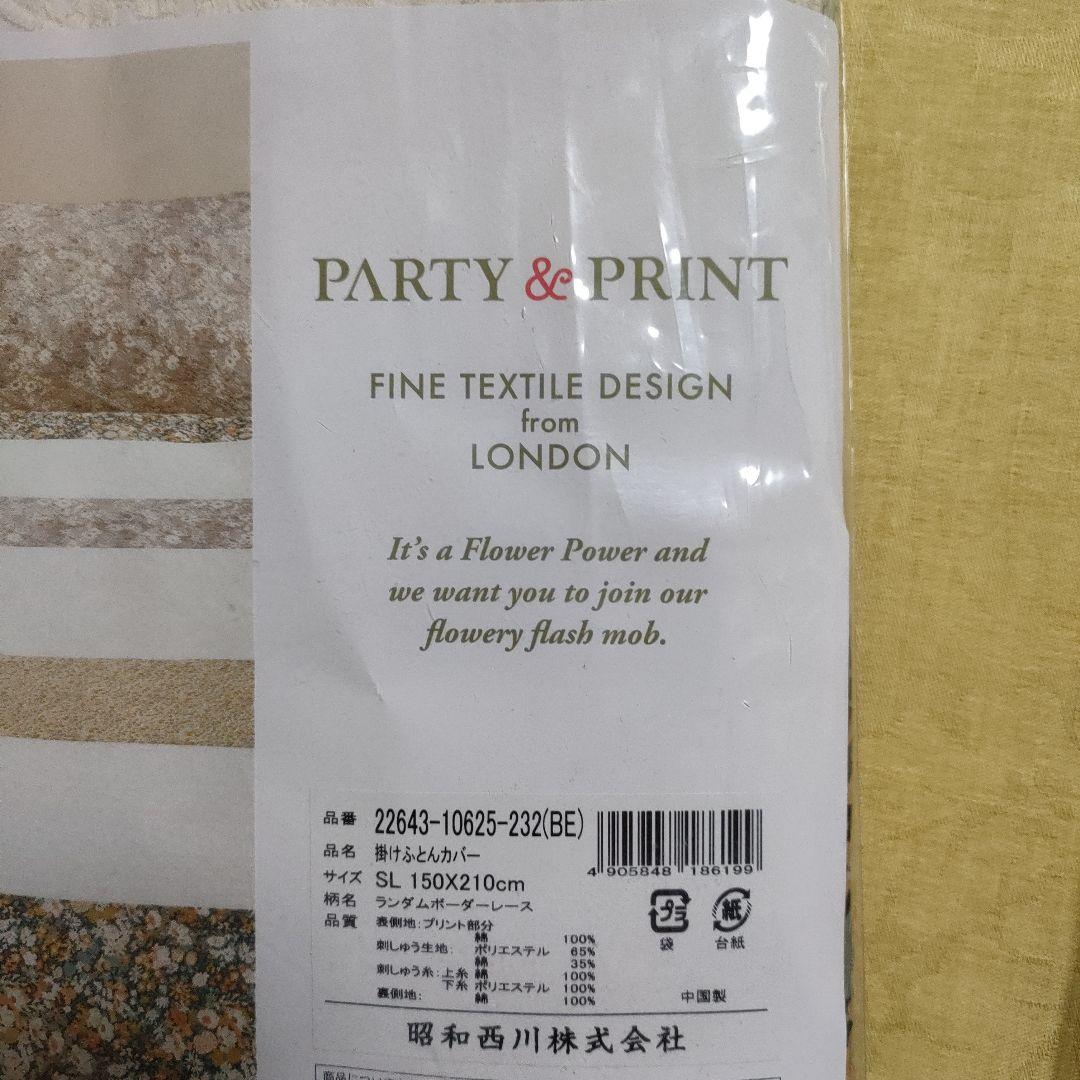 PARTY & PRINT
FINE TEXTILE DESIGN
from
LONDON
It's a Flower Power and
we want you to join our
flowery flash mob.
品番 22643-10625-232(BE)
品名 掛けふとんカバー
サイズ SL 150X210cm
柄名 ランダムボーダーレース
品質 表側地:プリント部分
綿 100%
刺しゅう生地: ポリエステル 65%
綿 35%
刺しゅう糸:上糸 綿 100%
下糸 ポリエステル 100%
裏側地: 綿 100%
4 905848 186199
プラ 紙
袋 台紙
中国製
昭和西川株式会社